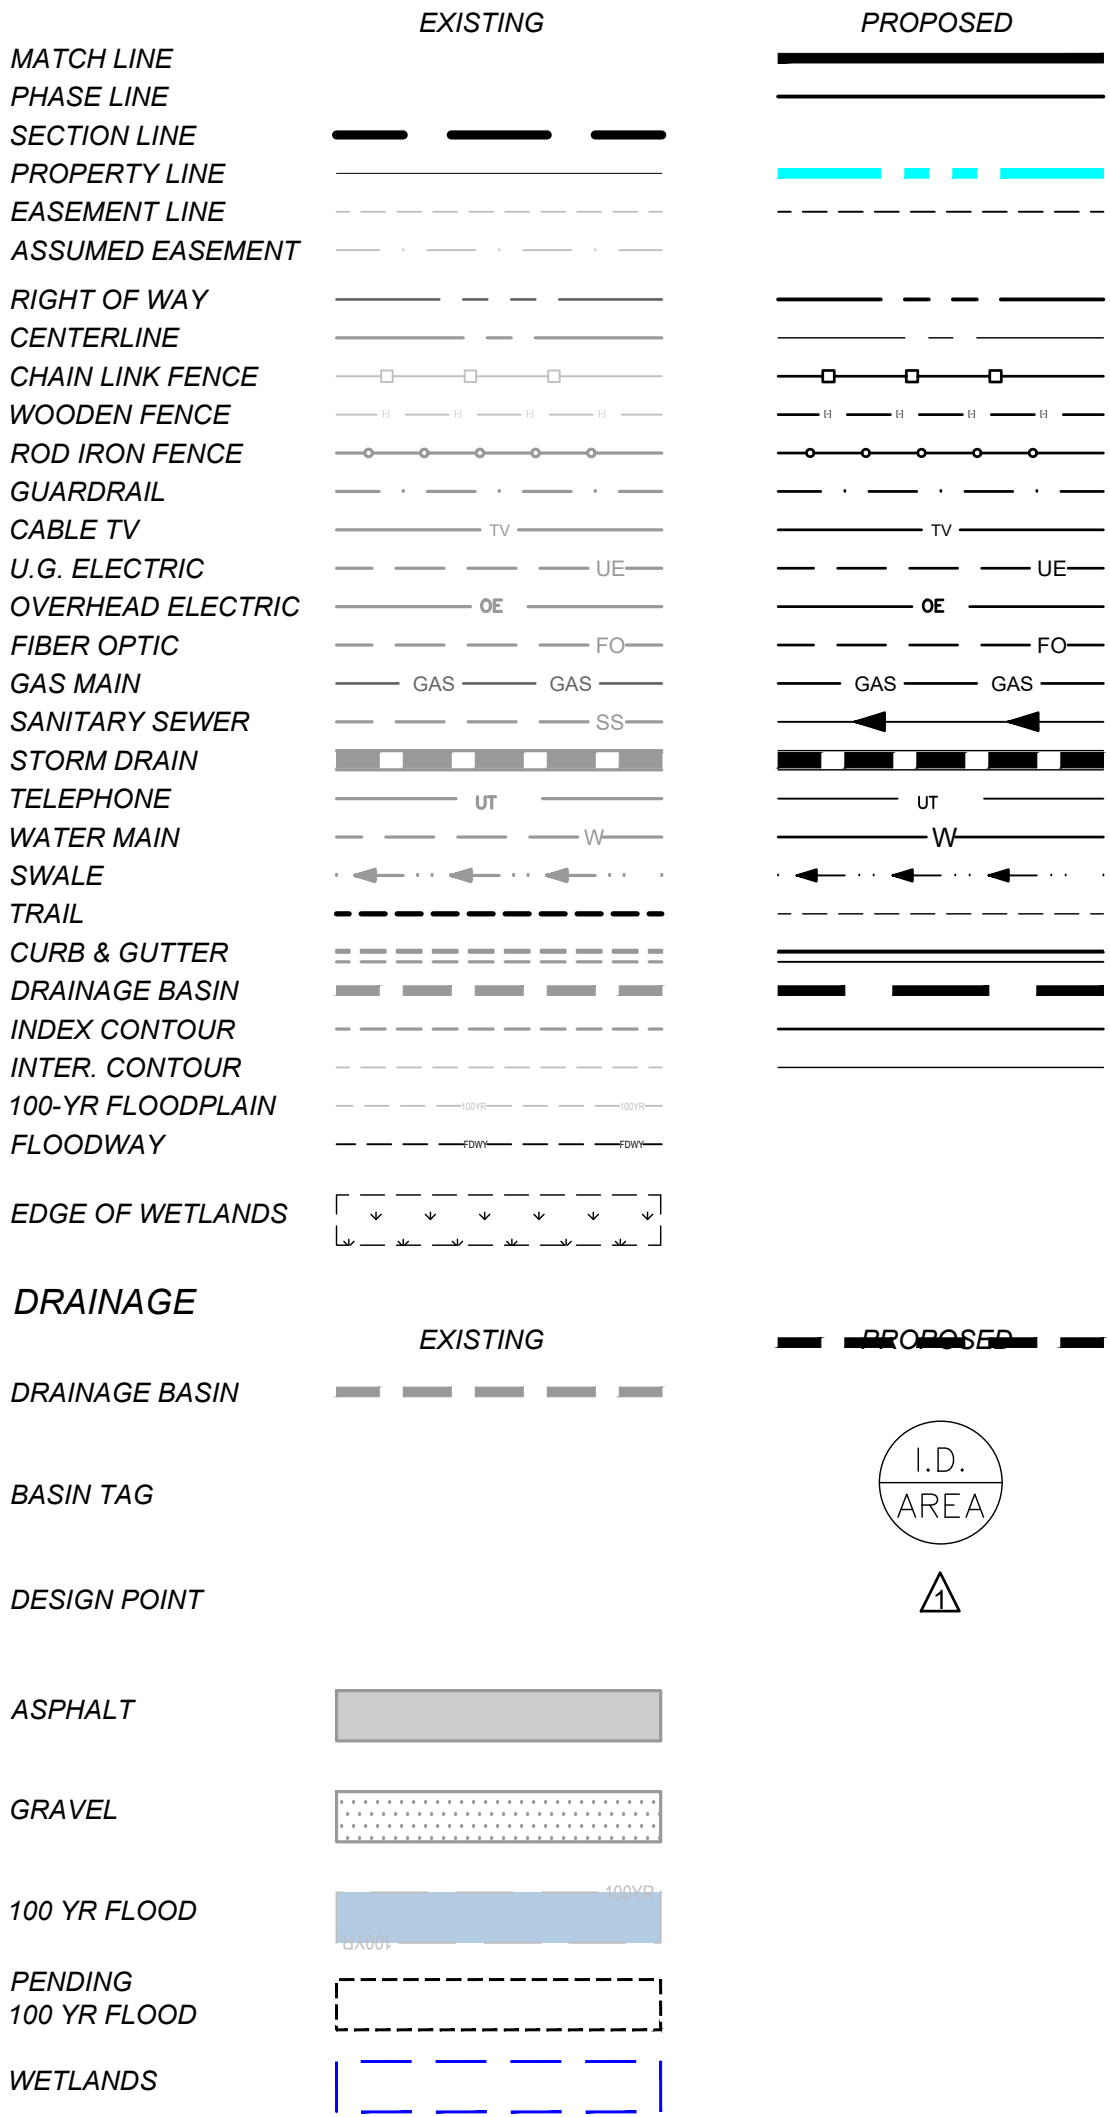 EXISTING PROPOSED
MATCH LINE
PHASE LINE
SECTION LINE
PROPERTY LINE
EASEMENT LINE
ASSUMED EASEMENT
RIGHT OF WAY
CENTERLINE
CHAIN LINK FENCE
WOODEN FENCE
ROD IRON FENCE
GUARDRAIL
CABLE TV TV TV
U.G. ELECTRIC UE UE
OVERHEAD ELECTRIC OE OE
FIBER OPTIC FO FO
GAS MAIN GAS GAS GAS GAS
SANITARY SEWER SS
STORM DRAIN
TELEPHONE UT UT
WATER MAIN W W
SWALE
TRAIL
CURB & GUTTER
DRAINAGE BASIN
INDEX CONTOUR
INTER. CONTOUR
100-YR FLOODPLAIN 100YR 100YR
FLOODWAY FDWY FDWY
EDGE OF WETLANDS
DRAINAGE
EXISTING PROPOSED
DRAINAGE BASIN
I.D.
BASIN TAG AREA
DESIGN POINT 1
ASPHALT
GRAVEL
100YR
100 YR FLOOD
100YR
PENDING
100 YR FLOOD
WETLANDS